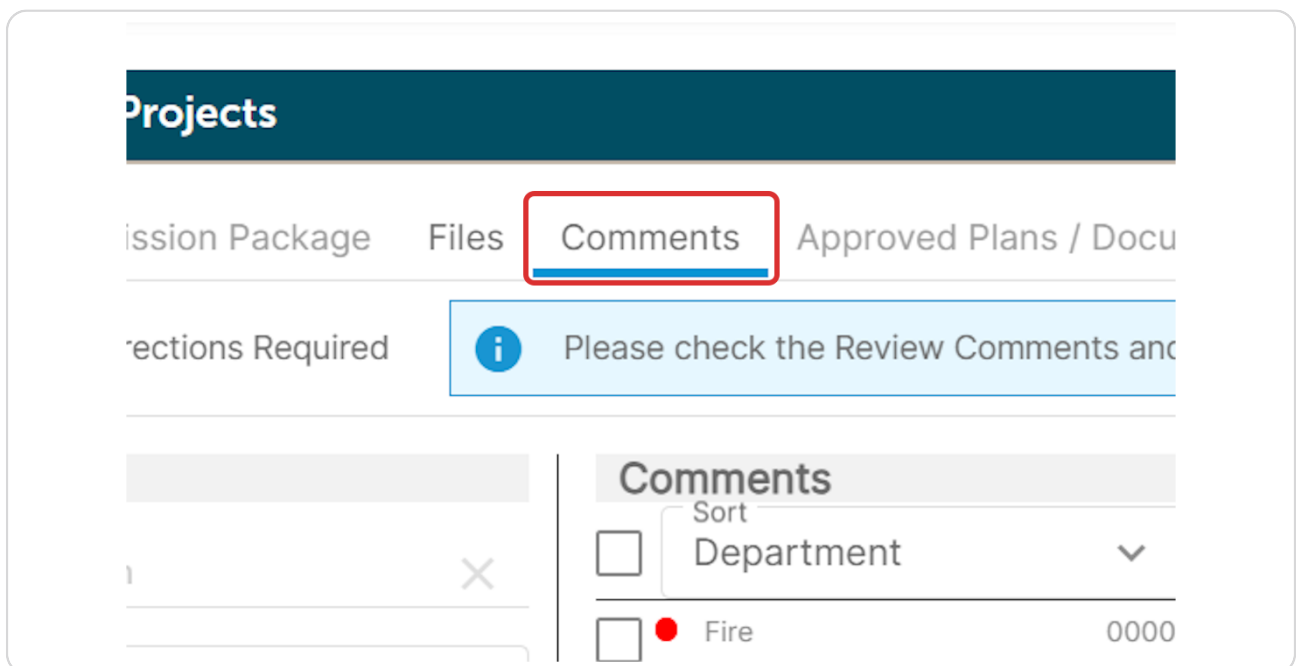 Projects
ission Package Files Comments Approved Plans / Docu
rections Required Please check the Review Comments and
Comments
Sort
Department
Fire 0000